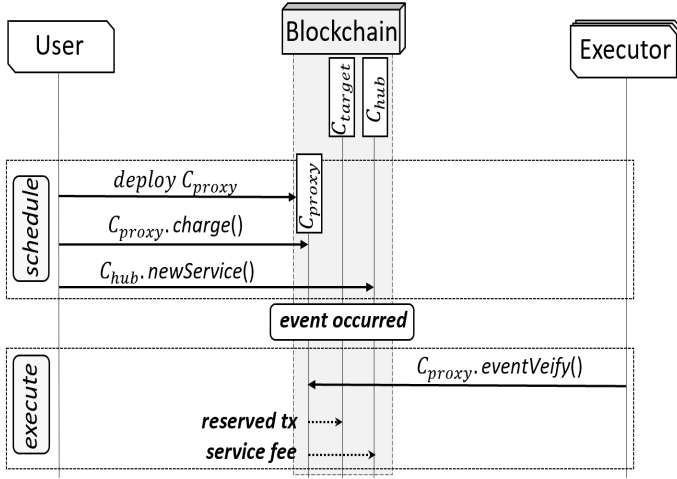 User
Blockchain
Executor
C_target
C_hub
schedule
deploy C_proxy
C_proxy
C_proxy.charge()
C_hub.newService()
event occurred
execute
C_proxy.eventVeify()
reserved tx
service fee